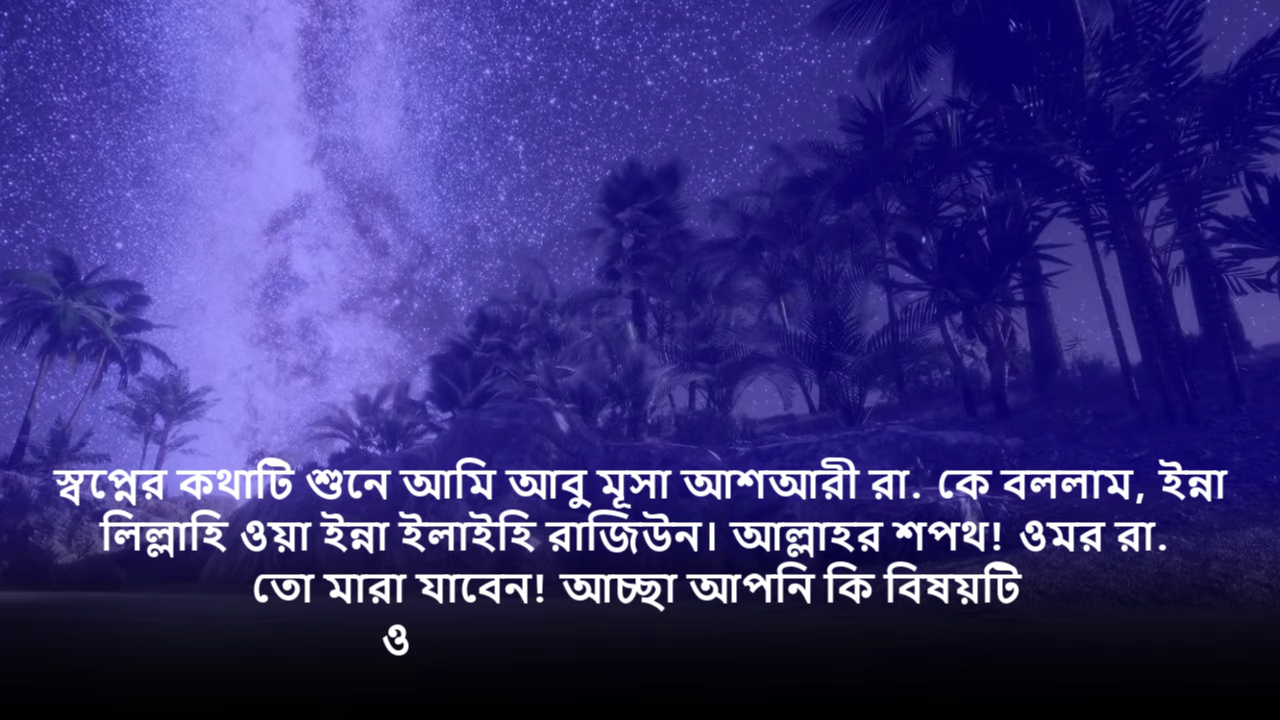 স্বপ্নের কথাটি শুনে আমি আবু মূসা আশআরী রা. কে বললাম, ইন্না
লিল্লাহি ওয়া ইন্না ইলাইহি রাজিউন। আল্লাহর শপথ! ওমর রা.
তো মারা যাবেন! আচ্ছা আপনি কি বিষয়টি
ও